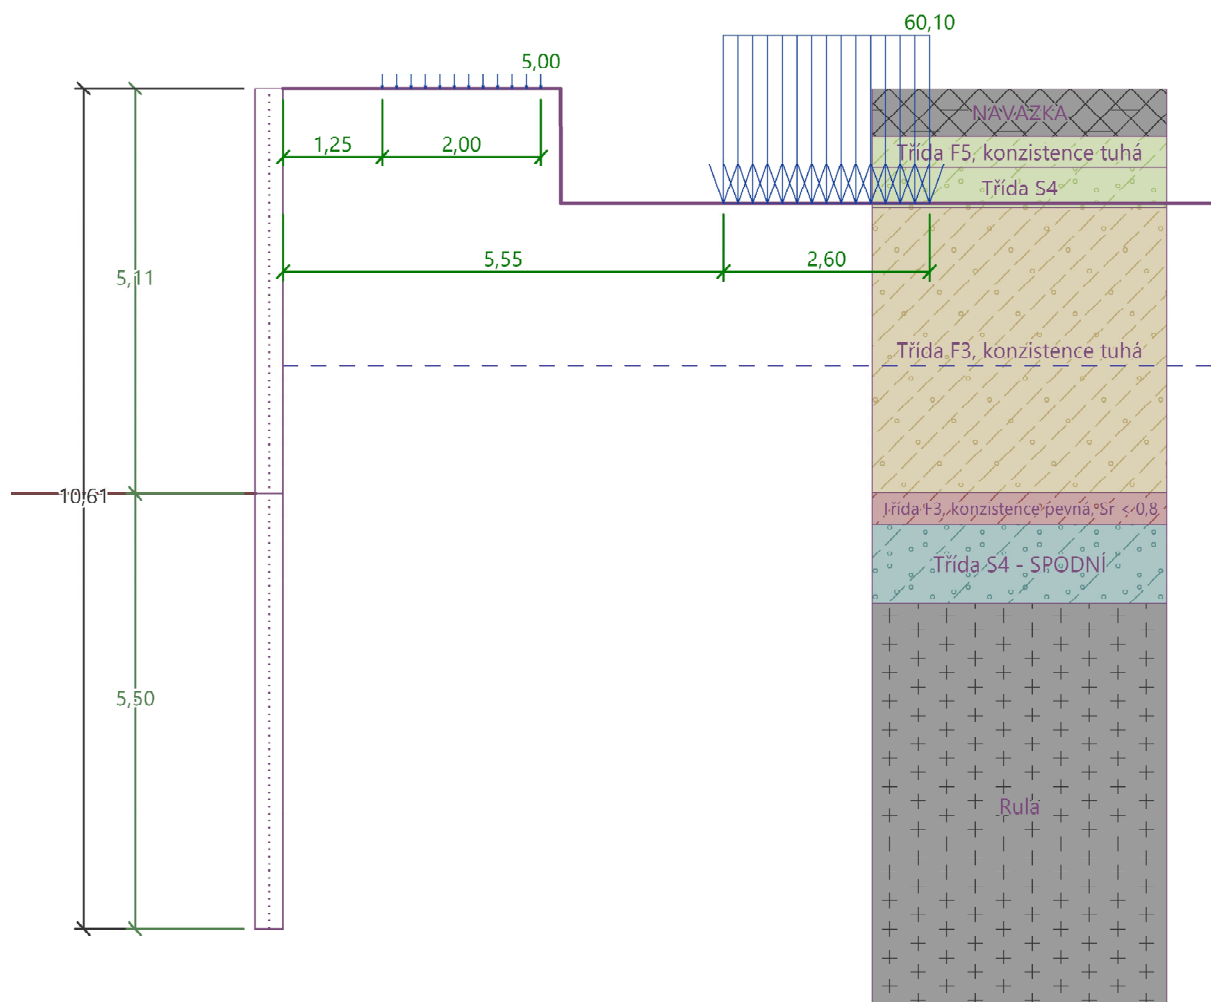 60,10
5,00
NAVÁŽKA
1,25
2,00
Třída F5, konzistence tuhá
Třída S4
5,55
2,60
5,11
Třída F3, konzistence tuhá
10,61
Třída F3, konzistence pevná, Sr < 0,8
Třída S4 - SPODNÍ
5,50
Rula